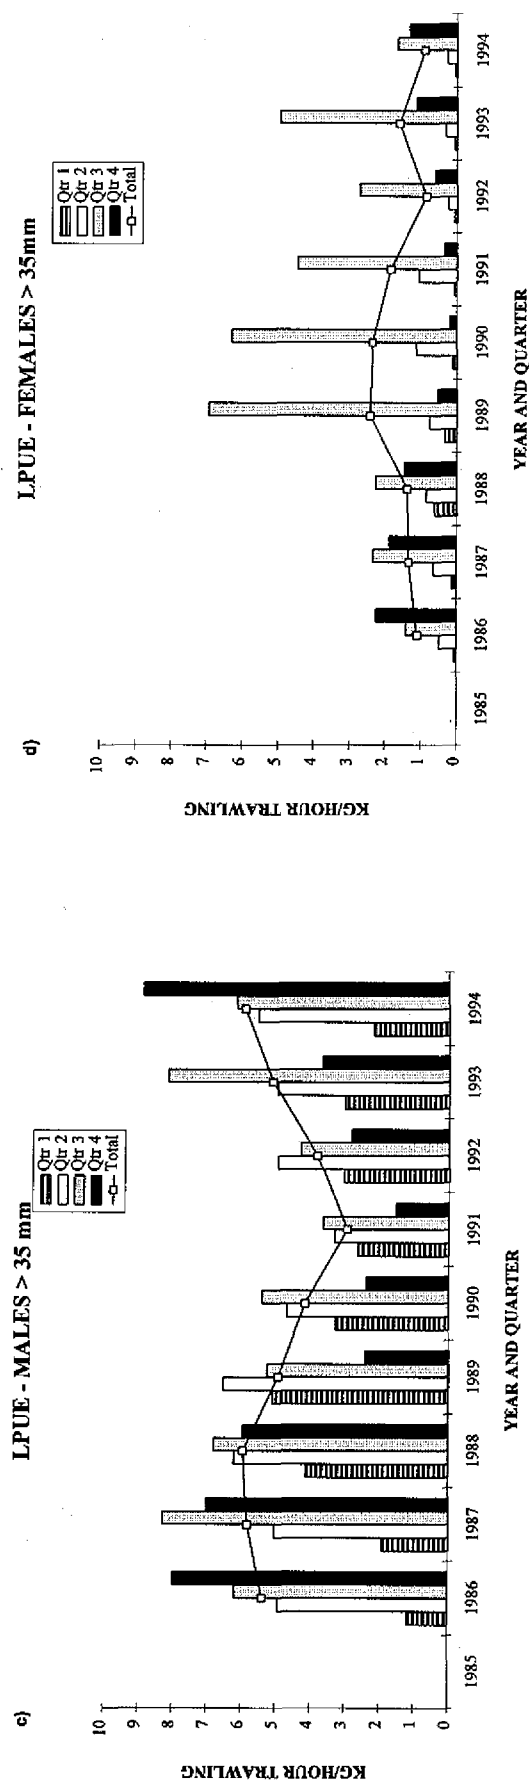 c)
LPUE - MALES > 35 mm
Qtr 1
Qtr 2
Qtr 3
Qtr 4
Total
KG/HOUR TRAWLING
10
9
8
7
6
5
4
3
2
1
0
1985
1986
1987
1988
1989
1990
1991
1992
1993
1994
YEAR AND QUARTER
d)
LPUE - FEMALES > 35mm
Qtr 1
Qtr 2
Qtr 3
Qtr 4
Total
KG/HOUR TRAWLING
10
9
8
7
6
5
4
3
2
1
0
1985
1986
1987
1988
1989
1990
1991
1992
1993
1994
YEAR AND QUARTER